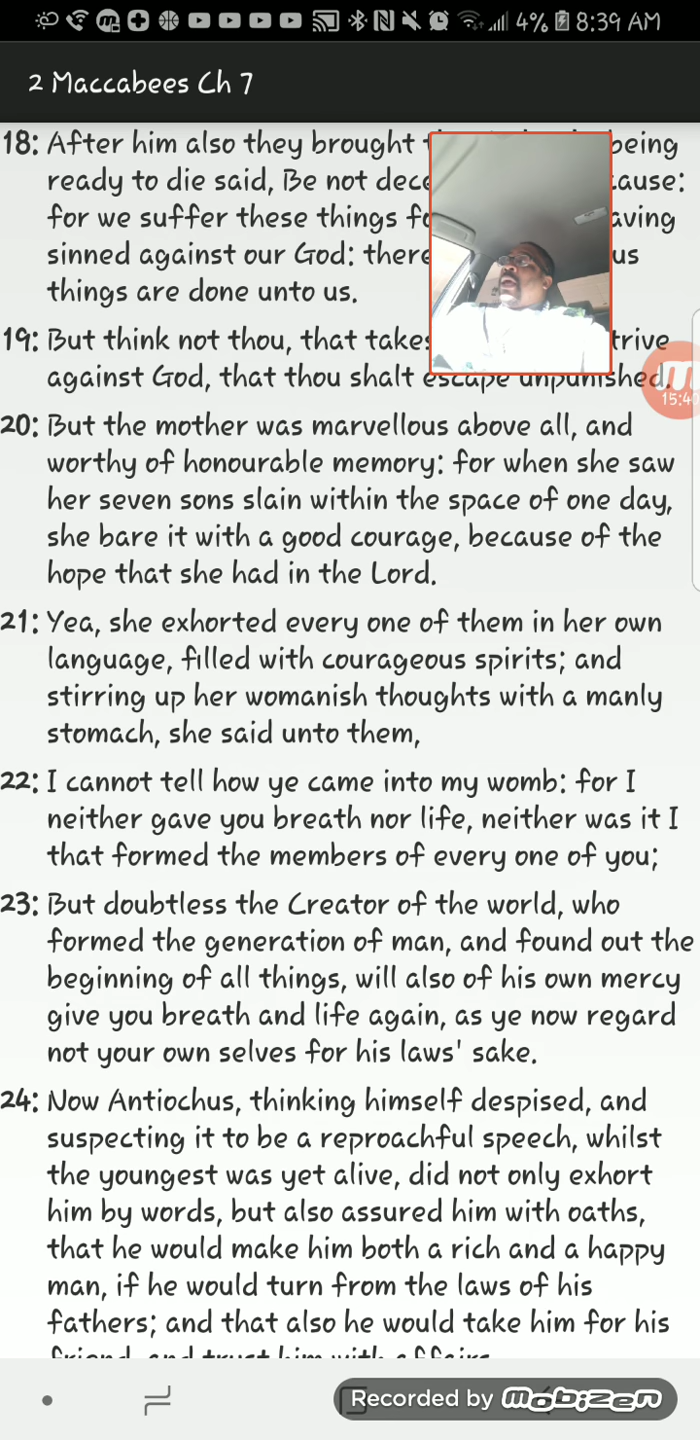 4% 8:39 AM
2 Maccabees Ch 7
18: After him also they brought being
ready to die said, Be not cause:
for we suffer these things
sinned against our God: us
things are done unto us.
19: But think not thou, that
against God, that thou shalt escape unpunished.
15:40
20: But the mother was marvellous above all, and
worthy of honourable memory: for when she saw
her seven sons slain within the space of one day,
she bare it with a good courage, because of the
hope that she had in the Lord.
21: Yea, she exhorted every one of them in her own
language, filled with courageous spirits; and
stirring up her womanish thoughts with a manly
stomach, she said unto them,
22: I cannot tell how ye came into my womb: for I
neither gave you breath nor life, neither was it I
that formed the members of every one of you;
23: But doubtless the Creator of the world, who
formed the generation of man, and found out the
beginning of all things, will also of his own mercy
give you breath and life again, as ye now regard
not your own selves for his laws' sake.
24: Now Antiochus, thinking himself despised, and
suspecting it to be a reproachful speech, whilst
the youngest was yet alive, did not only exhort
him by words, but also assured him with oaths,
that he would make him both a rich and a happy
man, if he would turn from the laws of his
fathers; and that also he would take him for his
friend, and trust him with affairs.
Recorded by mobizen